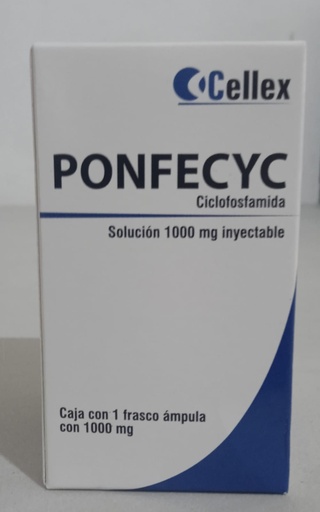 Cellex
PONFECYC
Ciclofosfamida
Solución 1000 mg inyectable
Caja con 1 frasco ámpula
con 1000 mg